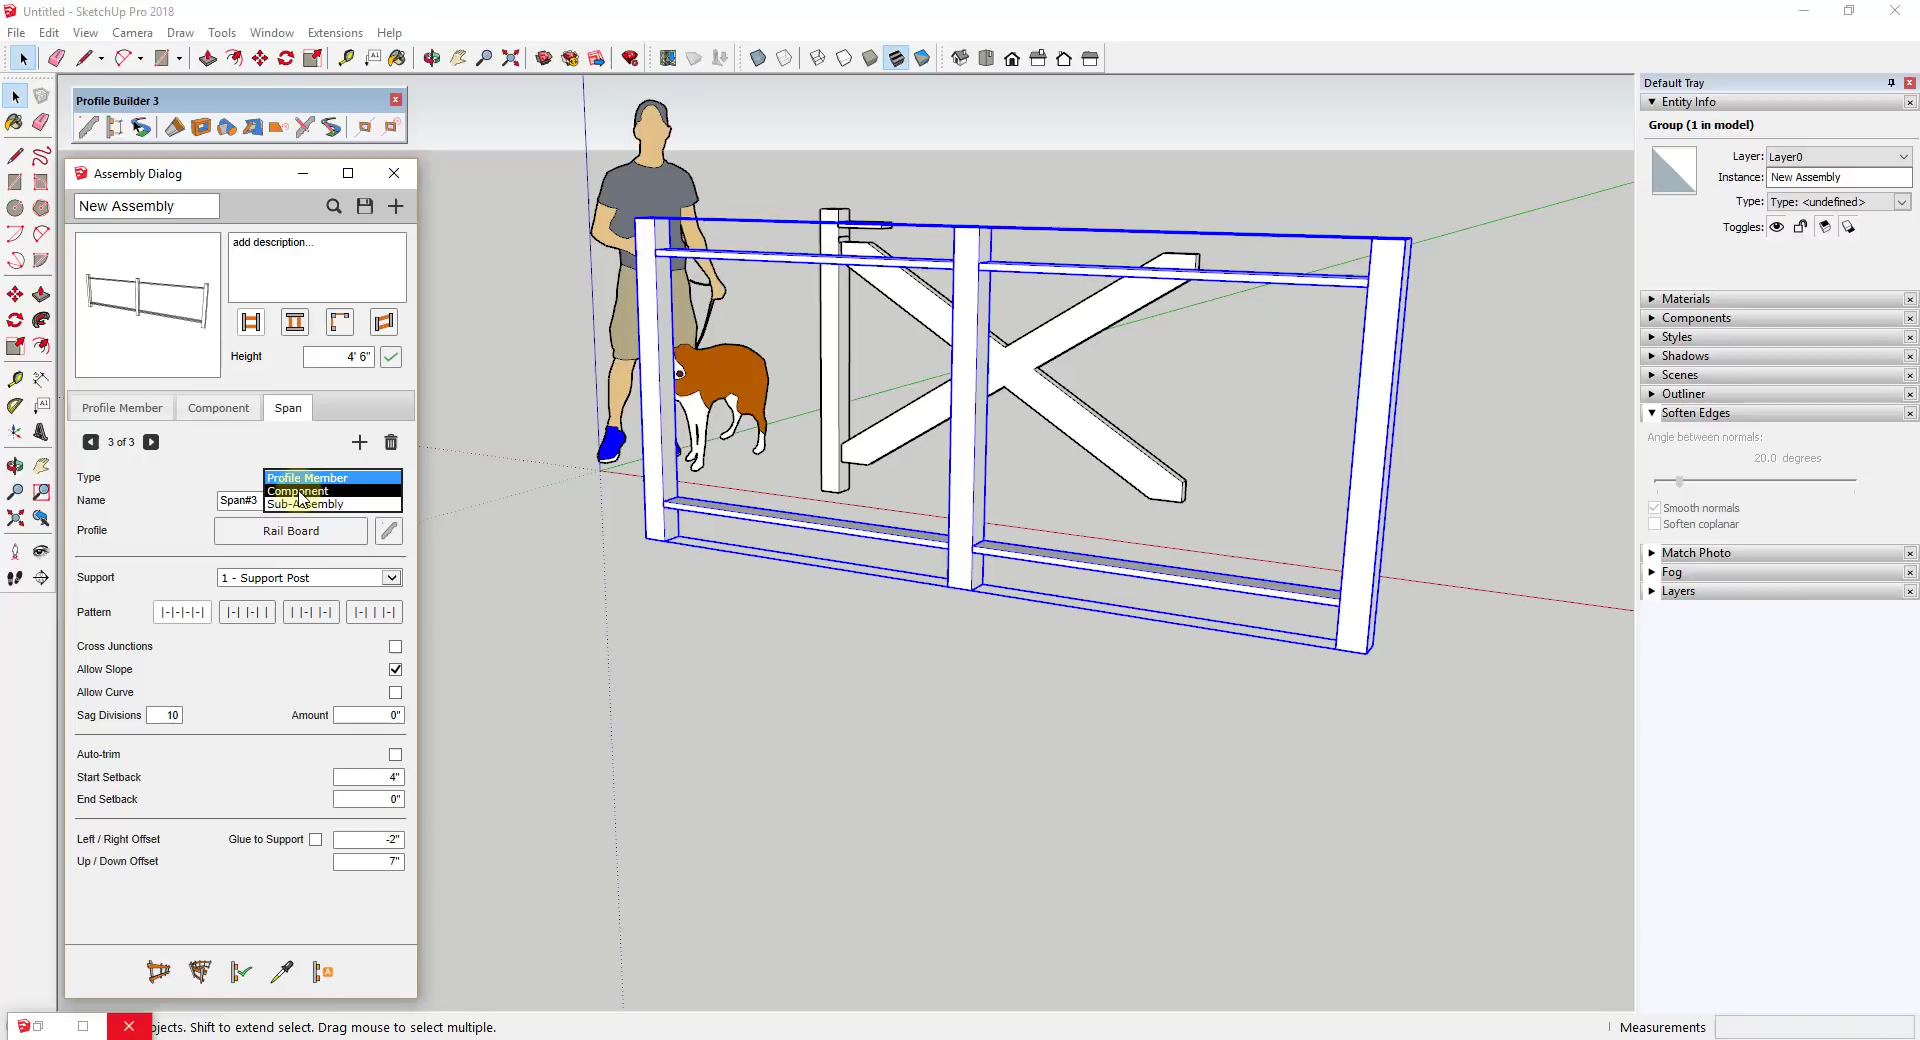 Untitled - SketchUp Pro 2018
File Edit View Camera Draw Tools Window Extensions Help
Profile Builder 3
Assembly Dialog
New Assembly
add description...
Height 4' 6"
Profile Member Component Span
3 of 3
Type Profile Member
Component
Sub-Assembly
Name Span#3
Profile Rail Board
Support 1 - Support Post
Pattern |-|-|-|-| |-| |-| | | |-| |-| |-| | |-|
Cross Junctions
Allow Slope
Allow Curve
Sag Divisions 10 Amount 0"
Auto-trim
Start Setback 4"
End Setback 0"
Left / Right Offset Glue to Support -2"
Up / Down Offset 7"
Default Tray
Entity Info
Group (1 in model)
Layer: Layer0
Instance: New Assembly
Type: Type: <undefined>
Toggles:
Materials
Components
Styles
Shadows
Scenes
Outliner
Soften Edges
Angle between normals:
20.0 degrees
Smooth normals
Soften coplanar
Match Photo
Fog
Layers
bjects. Shift to extend select. Drag mouse to select multiple.
Measurements